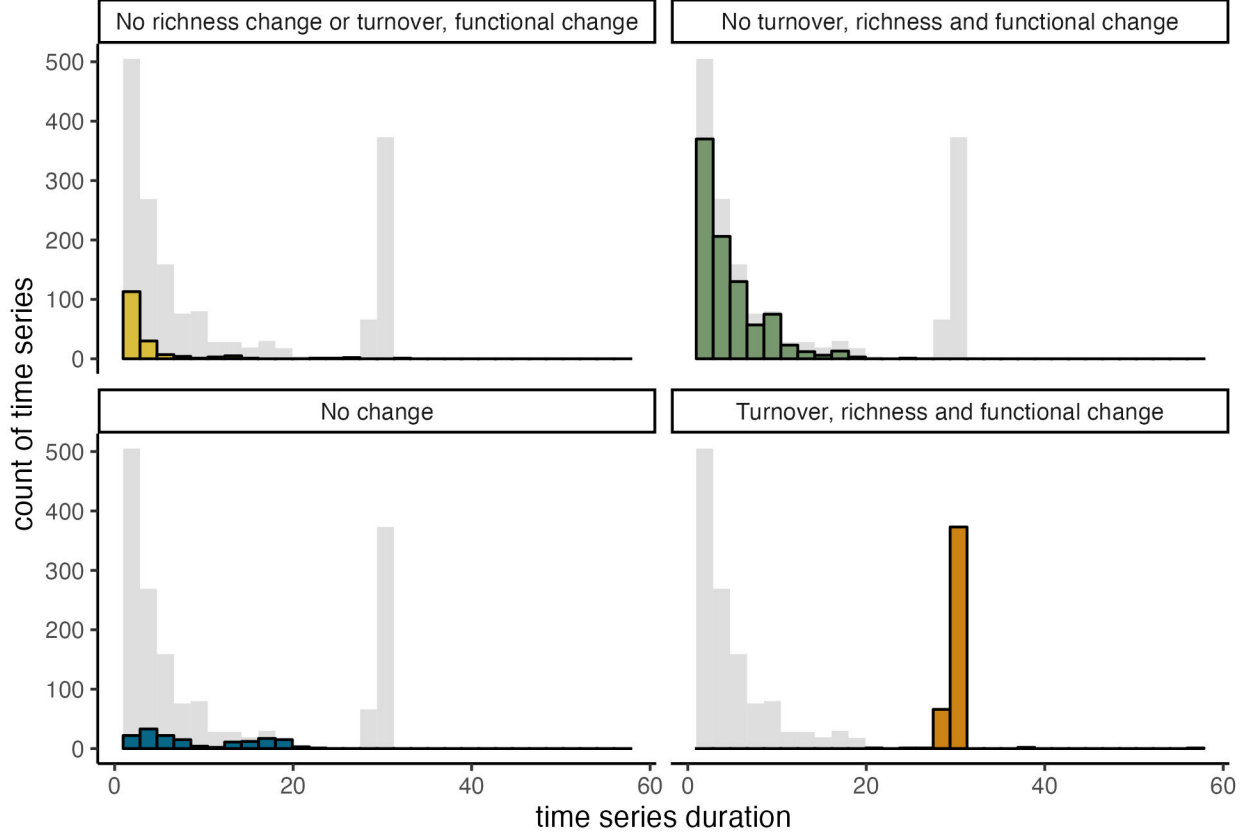 No richness change or turnover, functional change
No turnover, richness and functional change
500
400
300
200
100
0
No change
Turnover, richness and functional change
500
400
300
200
100
0
count of time series
0 20 40 60
0 20 40 60
time series duration